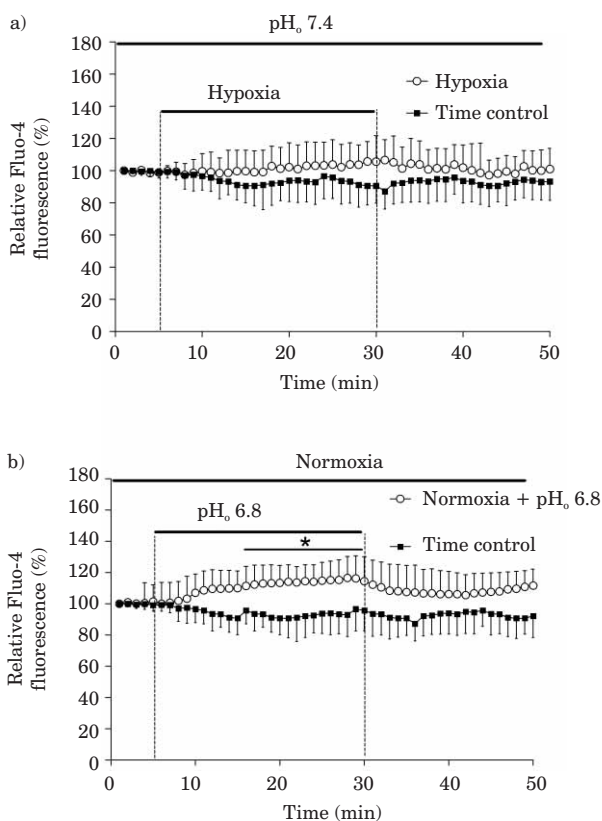 a)
pHₒ 7.4
180
160
140
120
100
80
60
40
20
0
Relative Fluo-4
fluorescence (%)
Hypoxia
Hypoxia
Time control
0 10 20 30 40 50
Time (min)
b)
Normoxia
180
160
140
120
100
80
60
40
20
0
Relative Fluo-4
fluorescence (%)
pHₒ 6.8
*
Normoxia + pHₒ 6.8
Time control
0 10 20 30 40 50
Time (min)